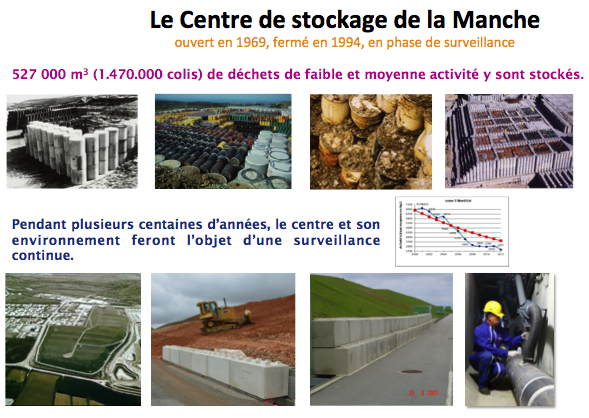 Le Centre de stockage de la Manche
ouvert en 1969, fermé en 1994, en phase de surveillance
527 000 m³ (1.470.000 colis) de déchets de faible et moyenne activité y sont stockés.
Pendant plusieurs centaines d'années, le centre et son
environnement feront l'objet d'une surveillance
continue.